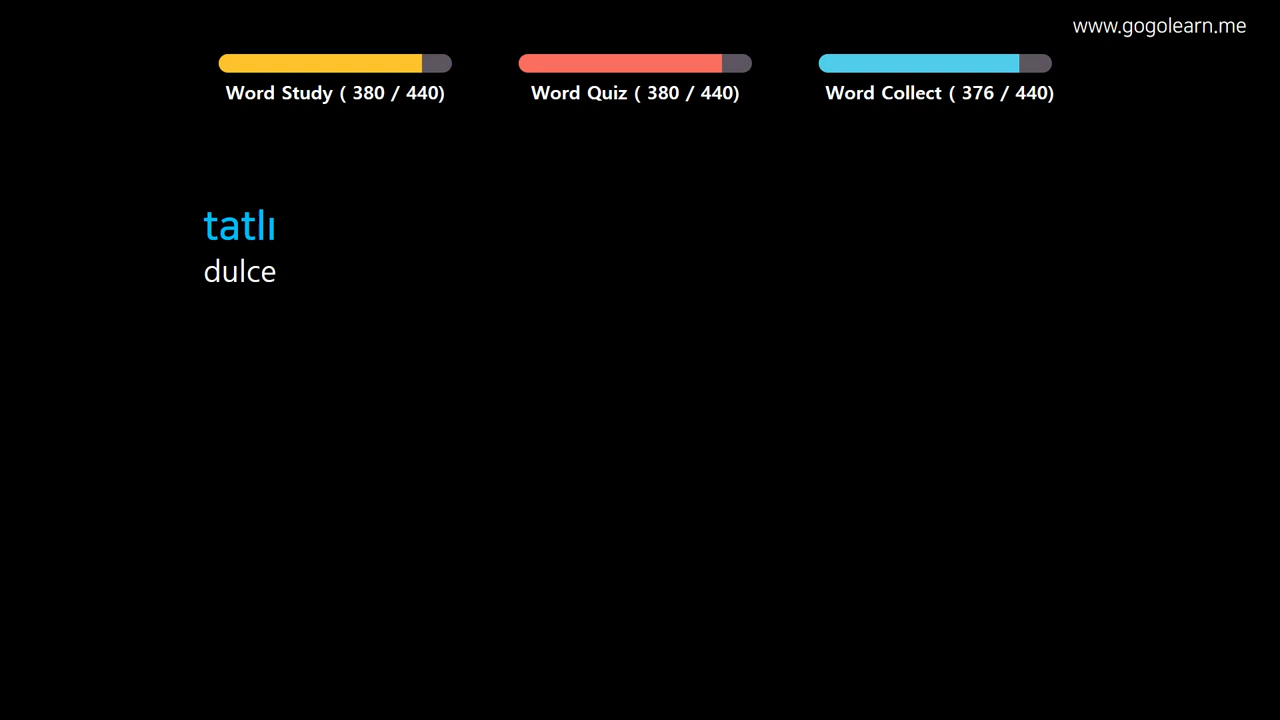 www.gogolearn.me
Word Study ( 380 / 440)
Word Quiz ( 380 / 440)
Word Collect ( 376 / 440)
tatlı
dulce